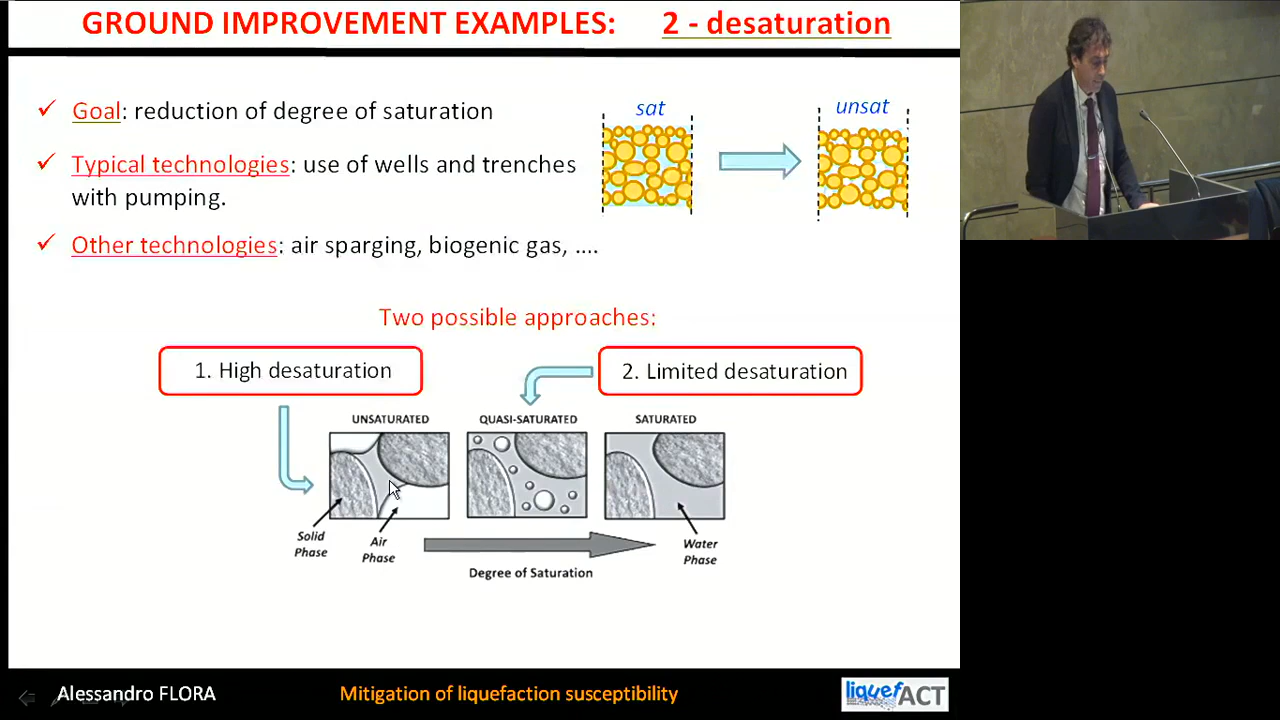 GROUND IMPROVEMENT EXAMPLES: 2 - desaturation
✓ Goal: reduction of degree of saturation
✓ Typical technologies: use of wells and trenches
with pumping.
✓ Other technologies: air sparging, biogenic gas, ....
sat
unsat
Two possible approaches:
1. High desaturation
2. Limited desaturation
UNSATURATED
QUASI-SATURATED
SATURATED
Solid
Phase
Air
Phase
Water
Phase
Degree of Saturation
Alessandro FLORA
Mitigation of liquefaction susceptibility
liquefACT